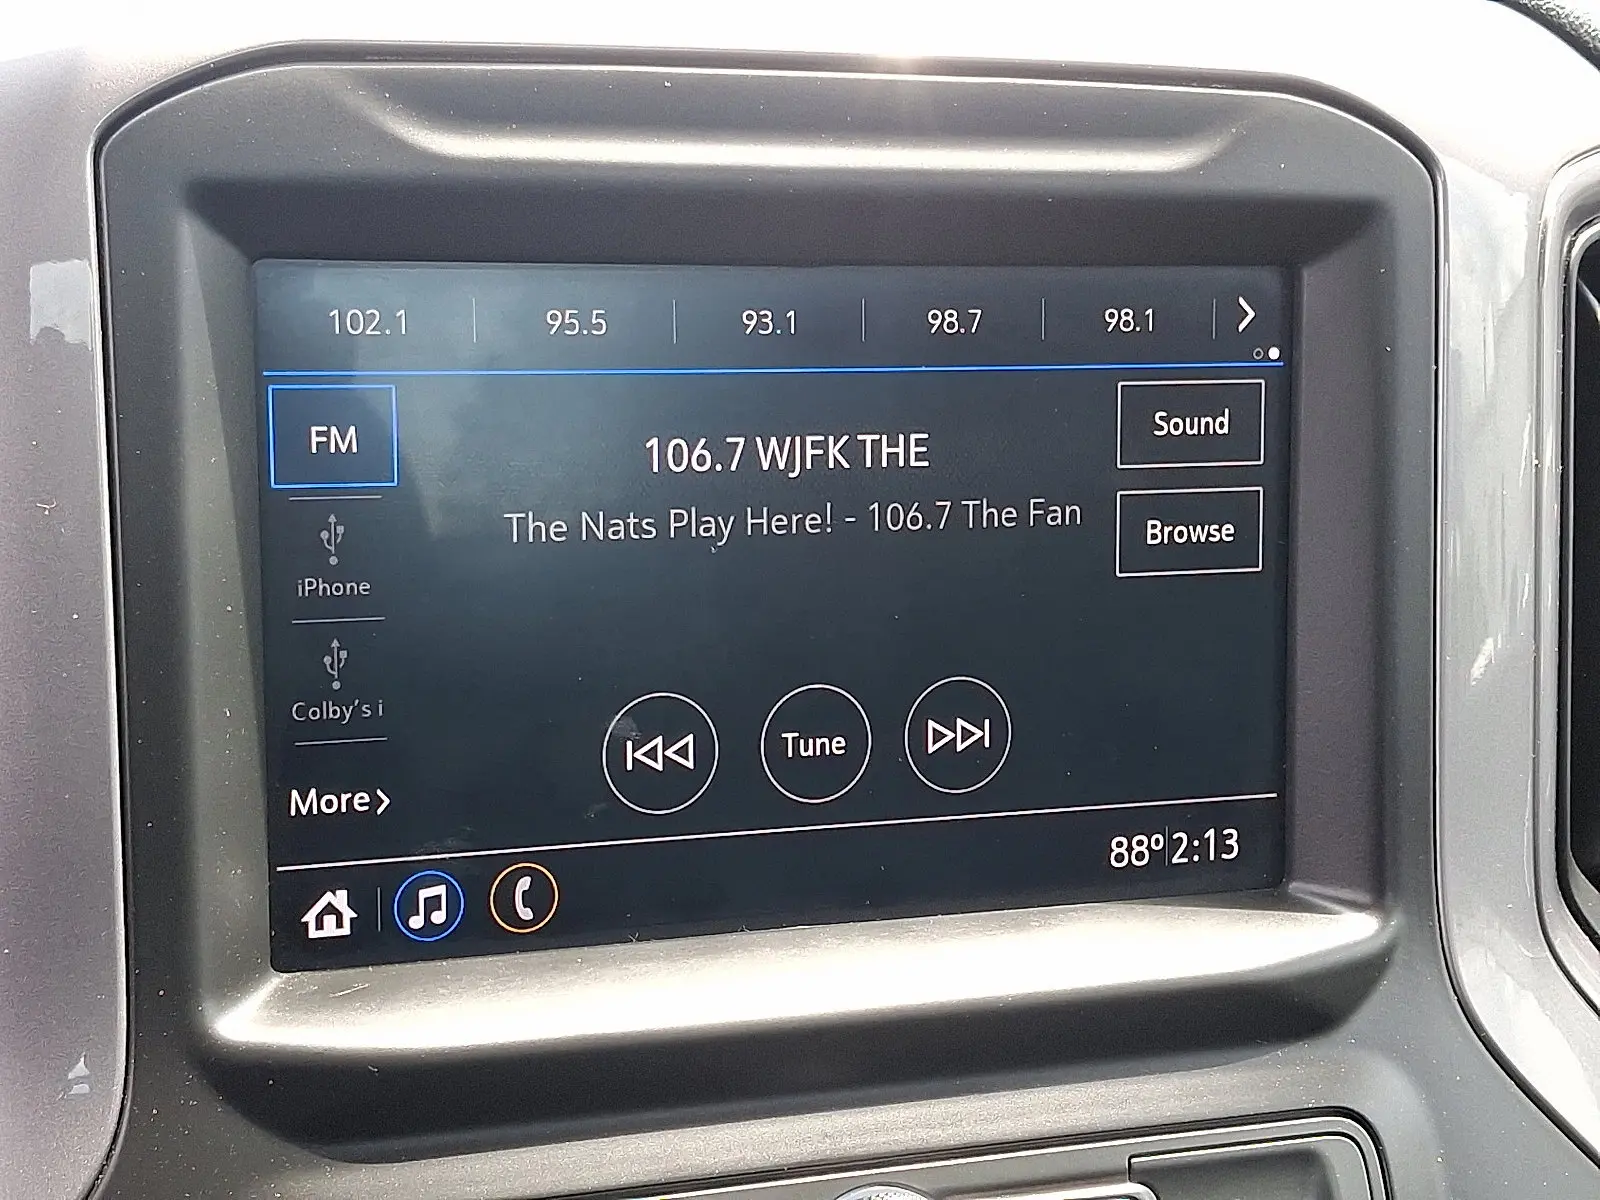 102.1 95.5 93.1 98.7 98.1
FM
106.7 WJFK THE
The Nats Play Here! - 106.7 The Fan
Sound
Browse
iPhone
Colby's i
More
Tune
88° 2:13